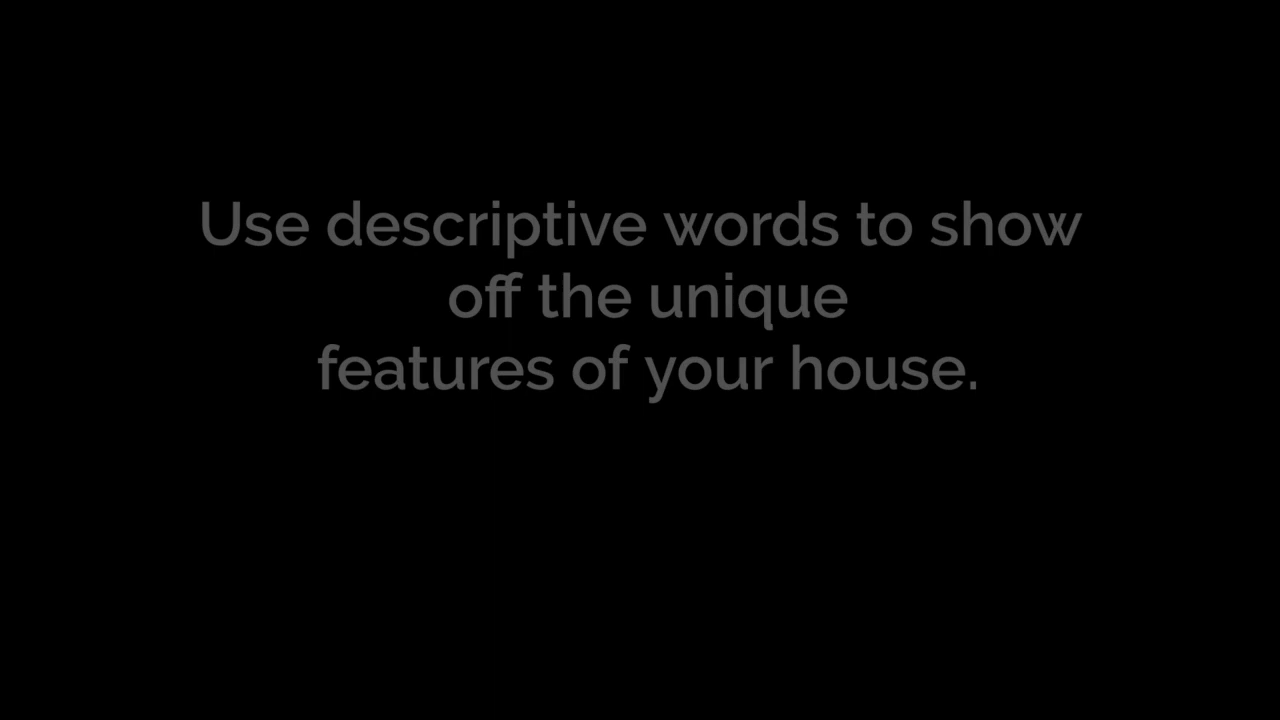 Use descriptive words to show
off the unique
features of your house.